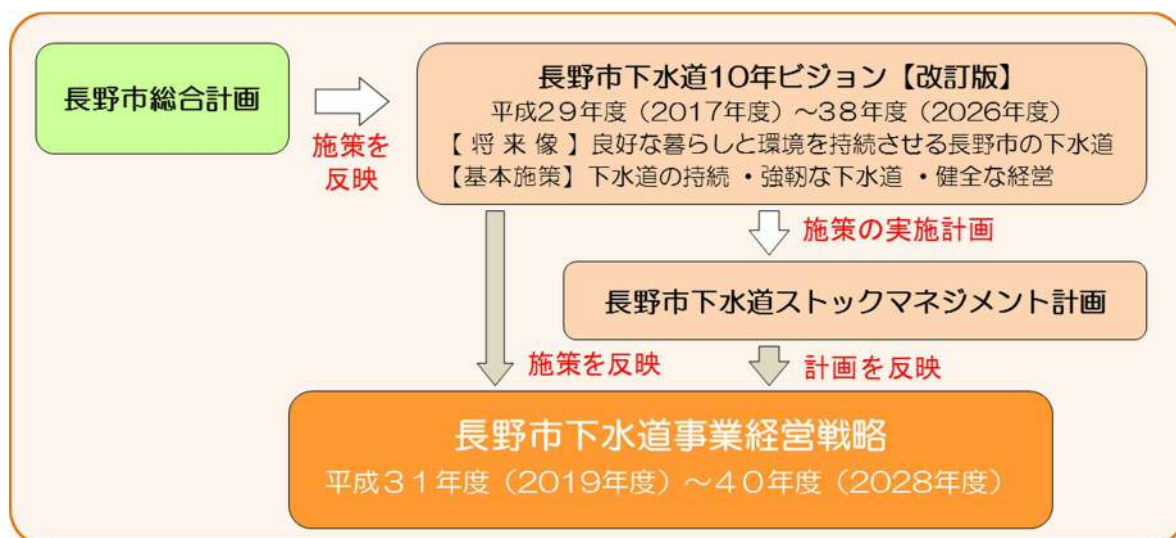 長野市総合計画
施策を
反映
長野市下水道10年ビジョン【改訂版】
平成29年度（2017年度）～38年度（2026年度）
【 将 来 像 】良好な暮らしと環境を持続させる長野市の下水道
【基本施策】下水道の持続 ・強靭な下水道 ・健全な経営
施策の実施計画
長野市下水道ストックマネジメント計画
施策を反映
計画を反映
長野市下水道事業経営戦略
平成３１年度（2019年度）～４０年度（2028年度）